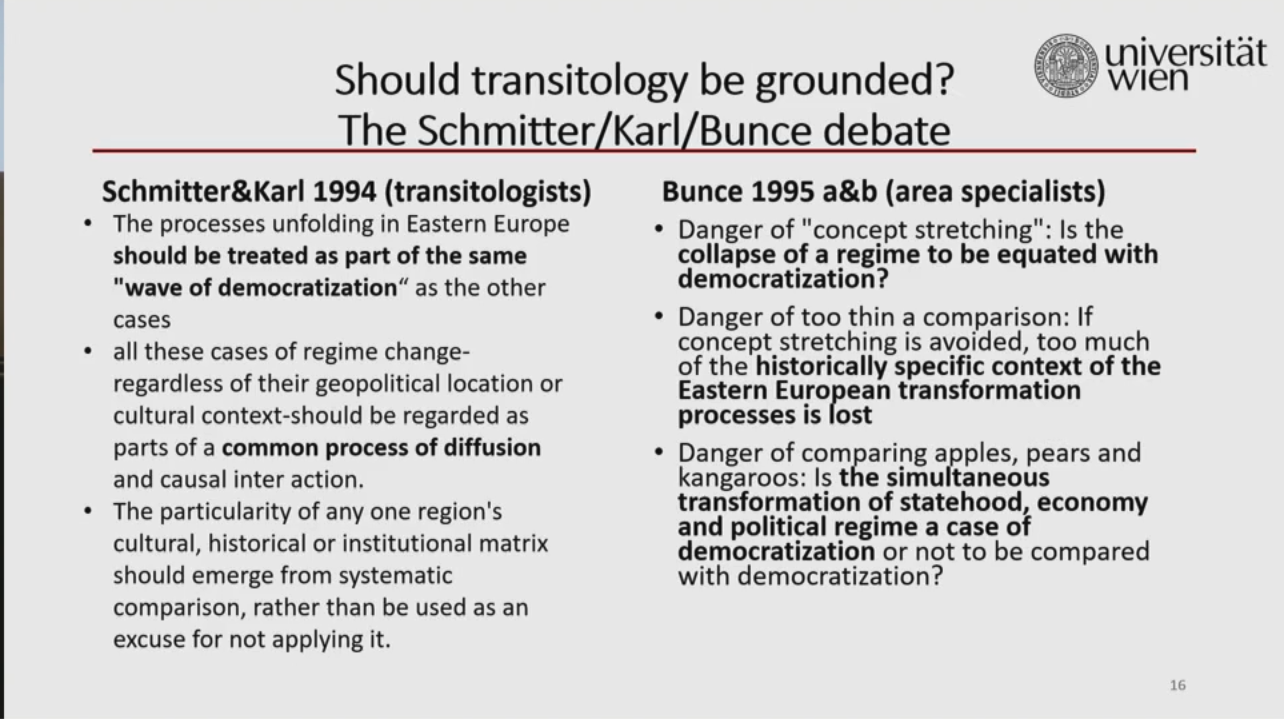 universität
wien
Should transitology be grounded?
The Schmitter/Karl/Bunce debate
Schmitter&Karl 1994 (transitologists)
• The processes unfolding in Eastern Europe
should be treated as part of the same
"wave of democratization“ as the other
cases
• all these cases of regime change-
regardless of their geopolitical location or
cultural context-should be regarded as
parts of a common process of diffusion
and causal inter action.
• The particularity of any one region's
cultural, historical or institutional matrix
should emerge from systematic
comparison, rather than be used as an
excuse for not applying it.
Bunce 1995 a&b (area specialists)
• Danger of "concept stretching": Is the
collapse of a regime to be equated with
democratization?
• Danger of too thin a comparison: If
concept stretching is avoided, too much
of the historically specific context of the
Eastern European transformation
processes is lost
• Danger of comparing apples, pears and
kangaroos: Is the simultaneous
transformation of statehood, economy
and political regime a case of
democratization or not to be compared
with democratization?
16